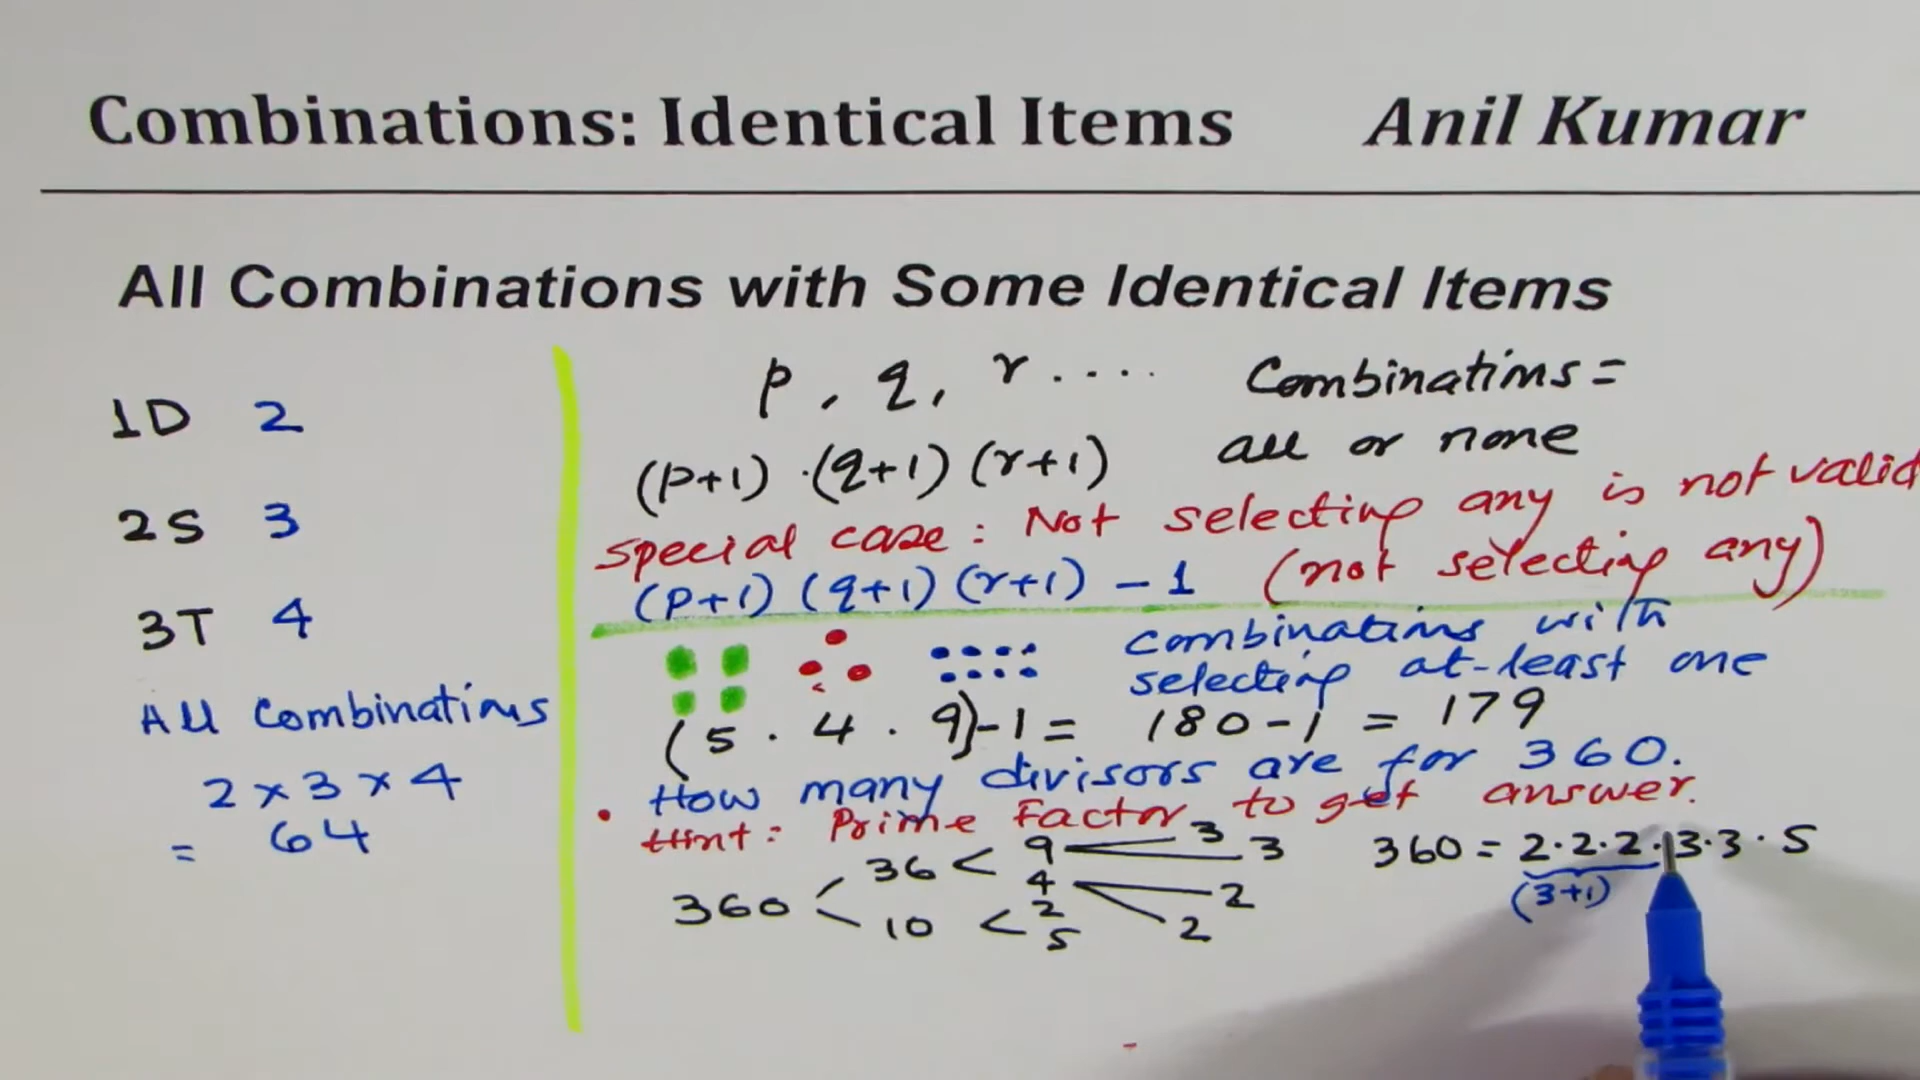 Combinations: Identical Items Anil Kumar
All Combinations with Some Identical Items
1D 2
2S 3
3T 4
All Combinations
2 x 3 x 4
= 64
p, q, r .... Combinations =
(p+1) · (q+1) (r+1) all or none
special case: Not selecting any is not valid
(p+1) (q+1) (r+1) - 1 (not selecting any)
combinations with
selecting at-least one
(5 · 4 · 9) - 1 = 180 - 1 = 179
• How many divisors are for 360.
Hint: Prime Factor to get answer.
360 < 36 < 9 3 3
4 2 2
10 < 2 5
360 = 2·2·2·3·3·5
(3+1)